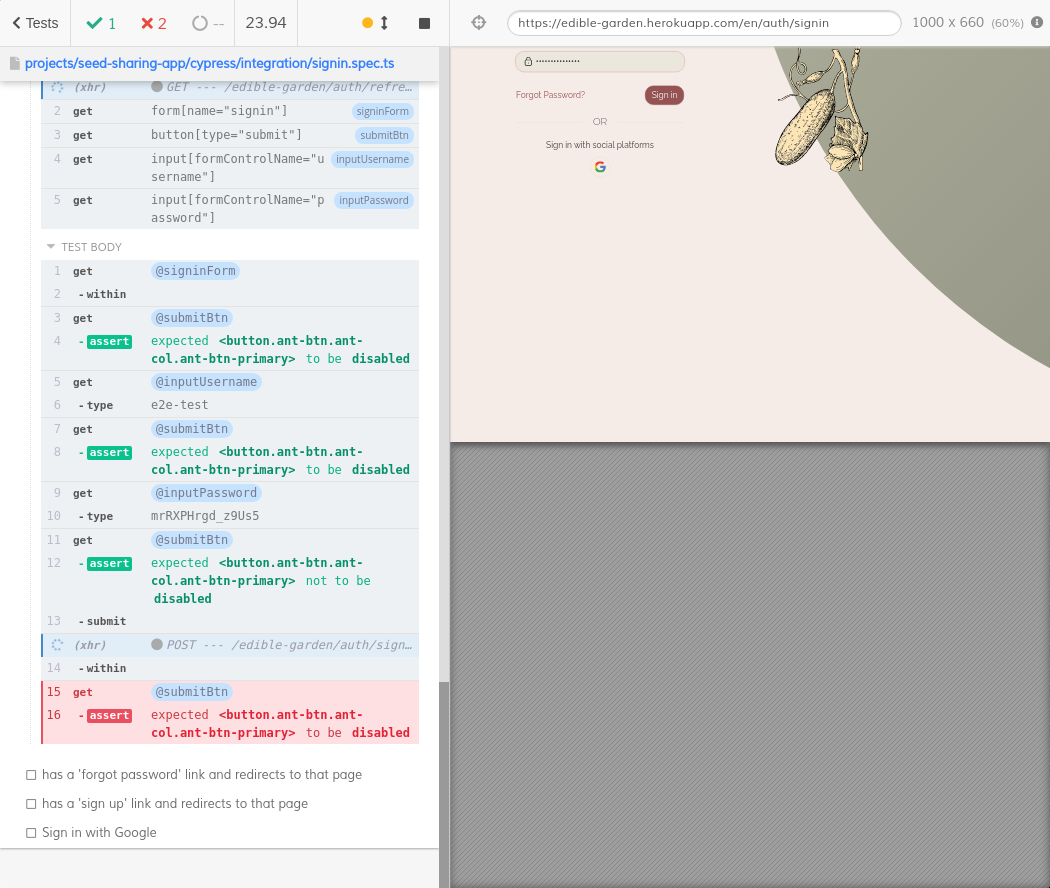 Tests
1
2
--
23.94
https://edible-garden.herokuapp.com/en/auth/signin
1000 x 660 (60%)
projects/seed-sharing-app/cypress/integration/signin.spec.ts
(xhr) GET --- /edible-garden/auth/refre…
2 get form[name="signin"] signinForm
3 get button[type="submit"] submitBtn
4 get input[formControlName="u inputUsername
sername"]
5 get input[formControlName="p inputPassword
assword"]
TEST BODY
1 get @signinForm
2 -within
3 get @submitBtn
4 -assert expected <button.ant-btn.ant-
col.ant-btn-primary> to be disabled
5 get @inputUsername
6 -type e2e-test
7 get @submitBtn
8 -assert expected <button.ant-btn.ant-
col.ant-btn-primary> to be disabled
9 get @inputPassword
10 -type mrRXPHrgd_z9Us5
11 get @submitBtn
12 -assert expected <button.ant-btn.ant-
col.ant-btn-primary> not to be
disabled
13 -submit
(xhr) POST --- /edible-garden/auth/sign…
14 -within
15 get @submitBtn
16 -assert expected <button.ant-btn.ant-
col.ant-btn-primary> to be disabled
has a 'forgot password' link and redirects to that page
has a 'sign up' link and redirects to that page
Sign in with Google
Forgot Password?
Sign in
OR
Sign in with social platforms